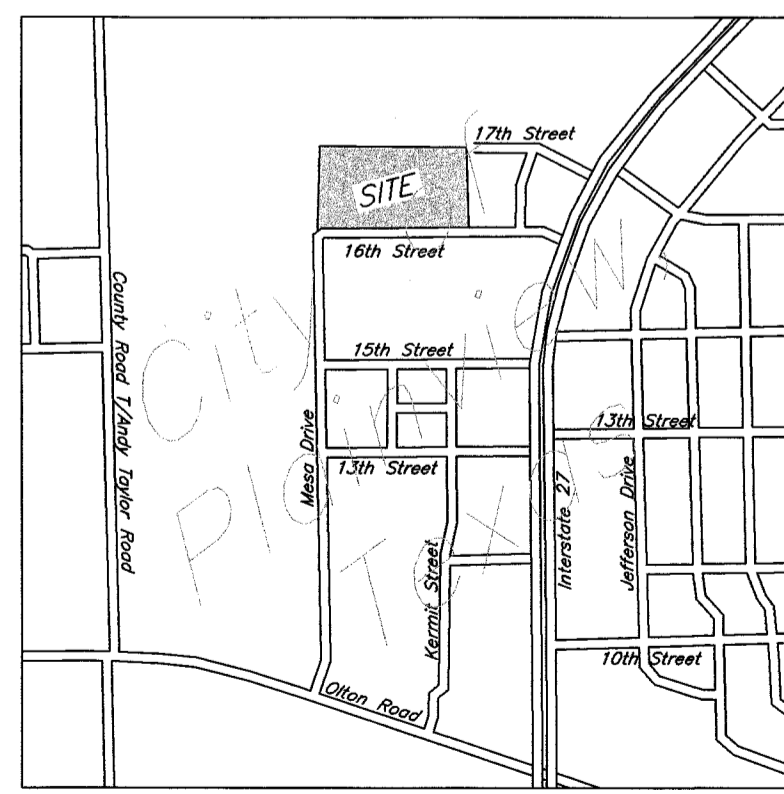 17th Street
SITE
16th Street
15th Street
County Road T/Andy Taylor Road
Mesa Drive
13th Street
13th Street
Kermit Street
Interstate 27
Jefferson Drive
10th Street
Olton Road
City of
Plainview,
Texas